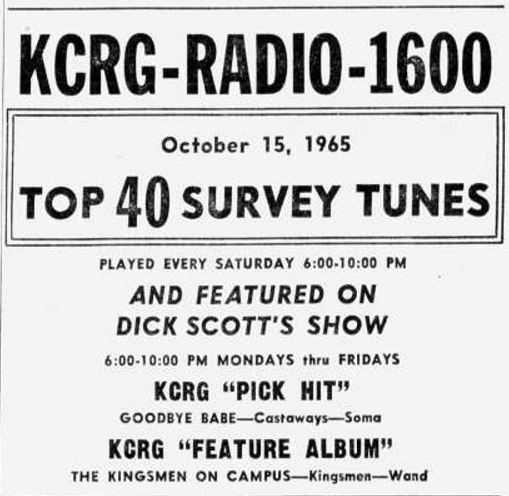 KCRG-RADIO-1600
October 15, 1965
TOP 40 SURVEY TUNES
PLAYED EVERY SATURDAY 6:00-10:00 PM
AND FEATURED ON
DICK SCOTT'S SHOW
6:00-10:00 PM MONDAYS thru FRIDAYS
KCRG "PICK HIT"
GOODBYE BABE—Castaways—Soma
KCRG "FEATURE ALBUM"
THE KINGSMEN ON CAMPUS—Kingsmen—Wand